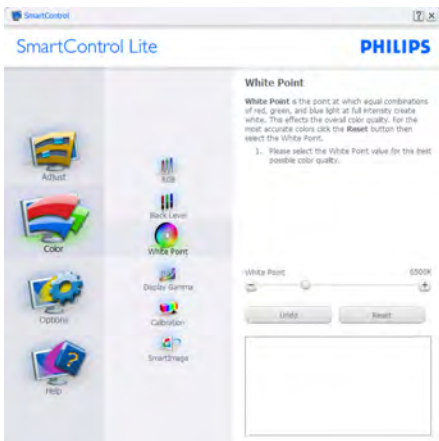 SmartControl
SmartControl Lite
PHILIPS
Adjust
Color
Options
Help
RGB
Black Level
White Point
Display Gamma
Calibration
SmartImage
White Point
White Point is the point at which equal combinations
of red, green, and blue light at full intensity create
white. This effects the overall color quality. For the
most accurate colors click the Reset button then
select the White Point.
1. Please select the White Point value for the best
possible color quality.
White Point 6500K
Undo Reset